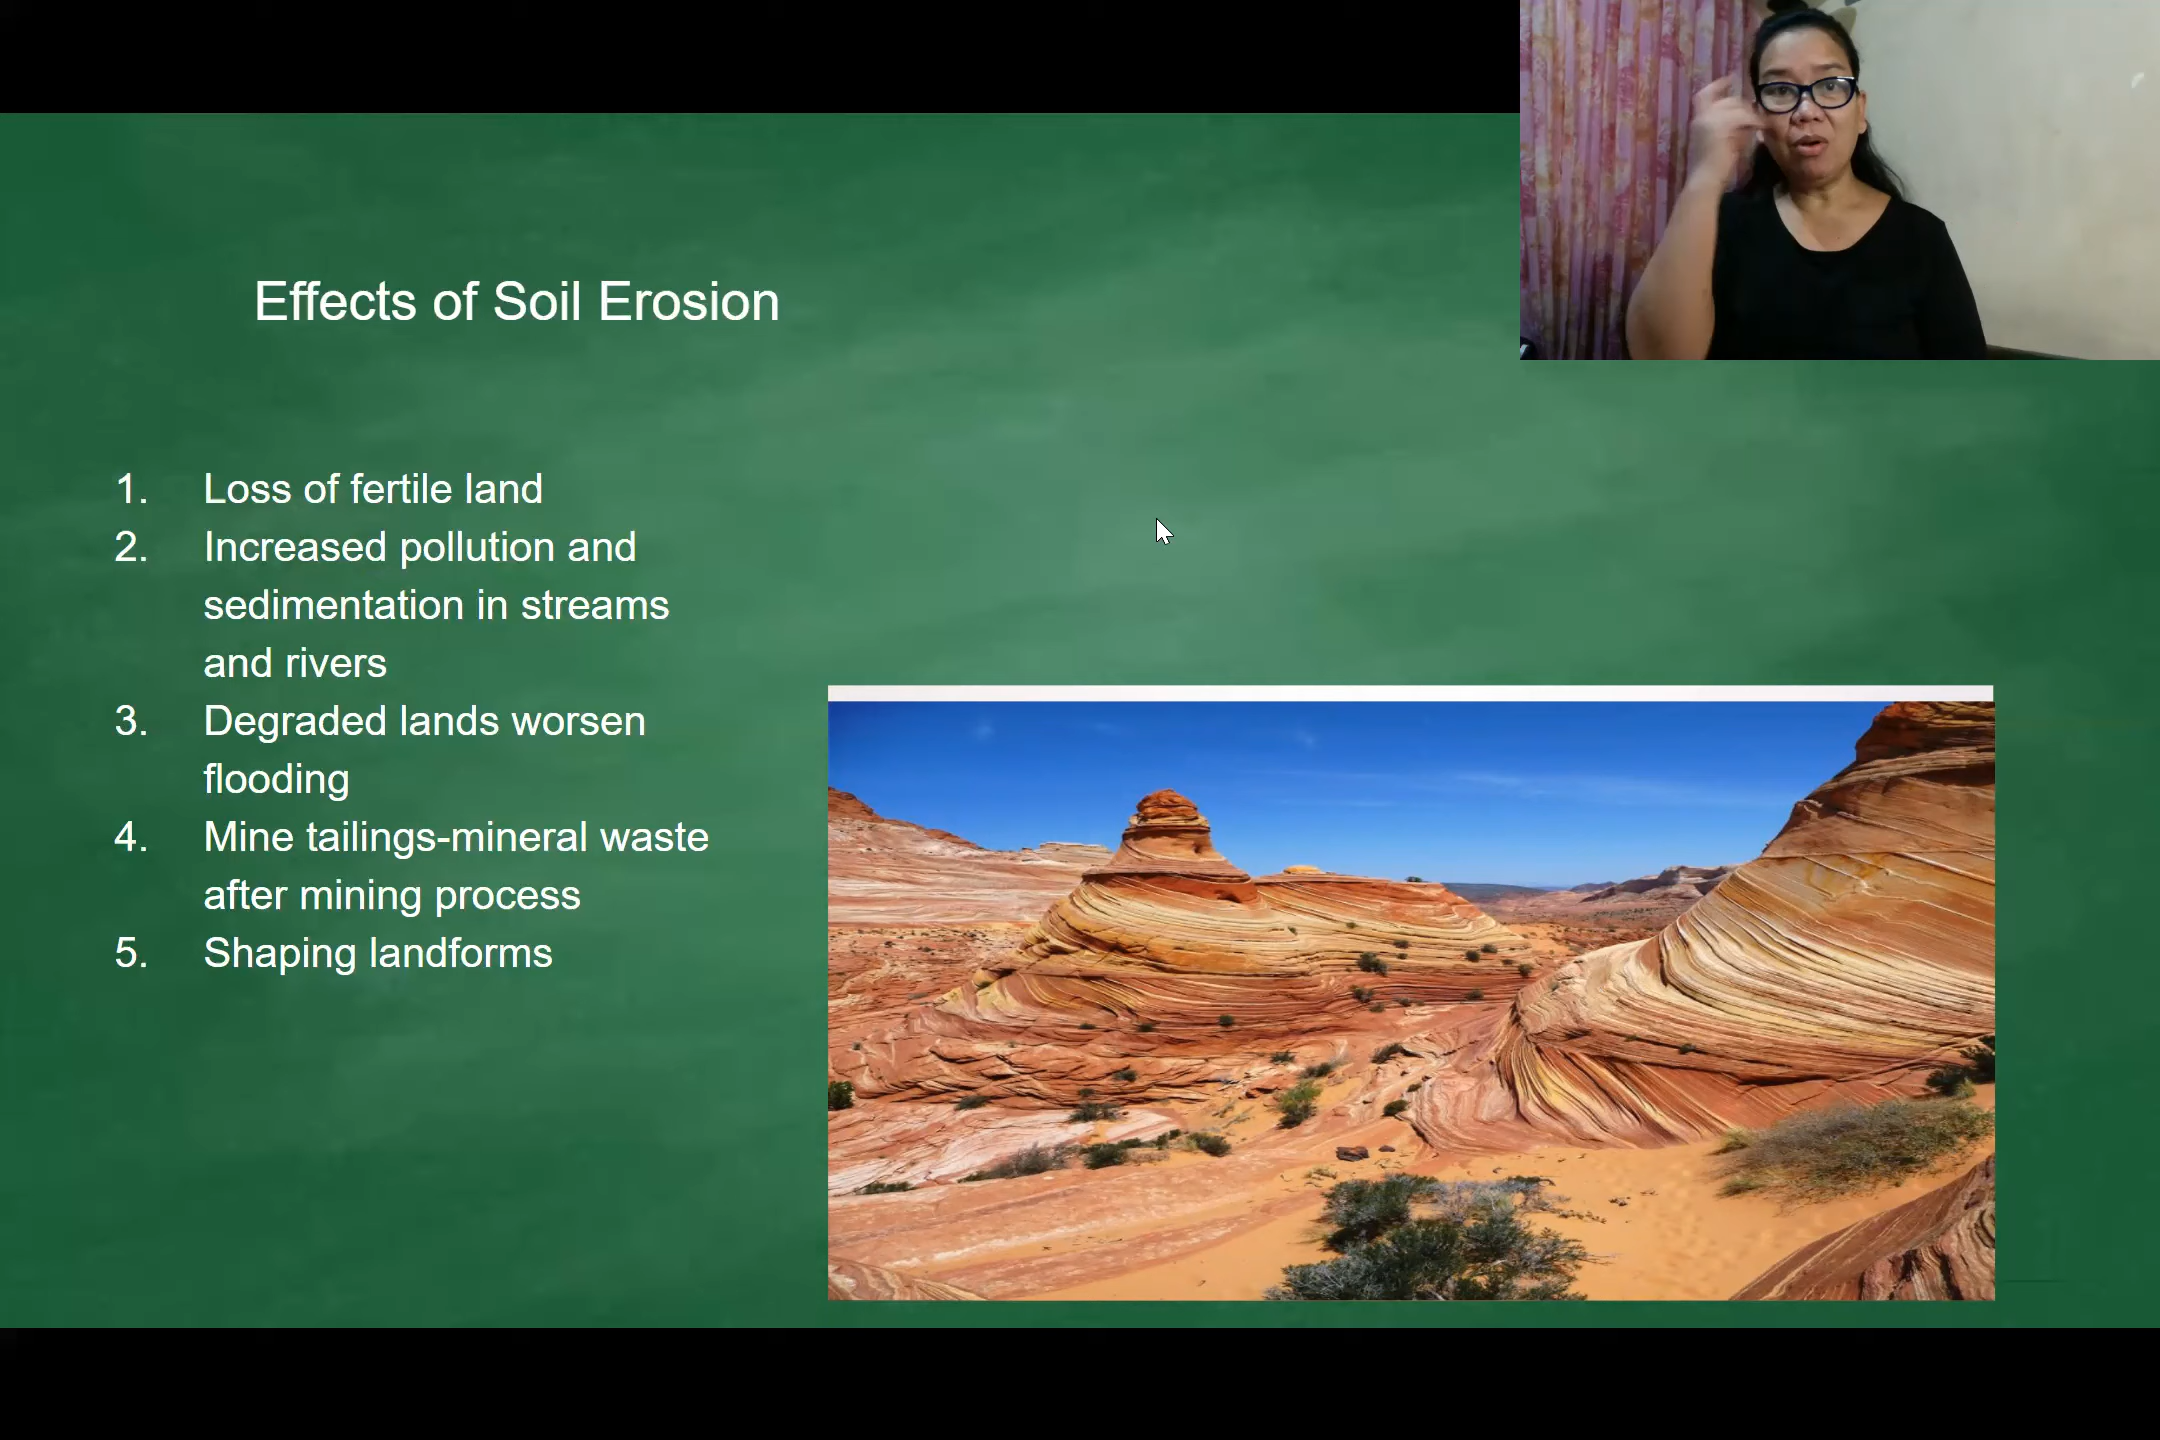 Effects of Soil Erosion
1. Loss of fertile land
2. Increased pollution and
sedimentation in streams
and rivers
3. Degraded lands worsen
flooding
4. Mine tailings-mineral waste
after mining process
5. Shaping landforms